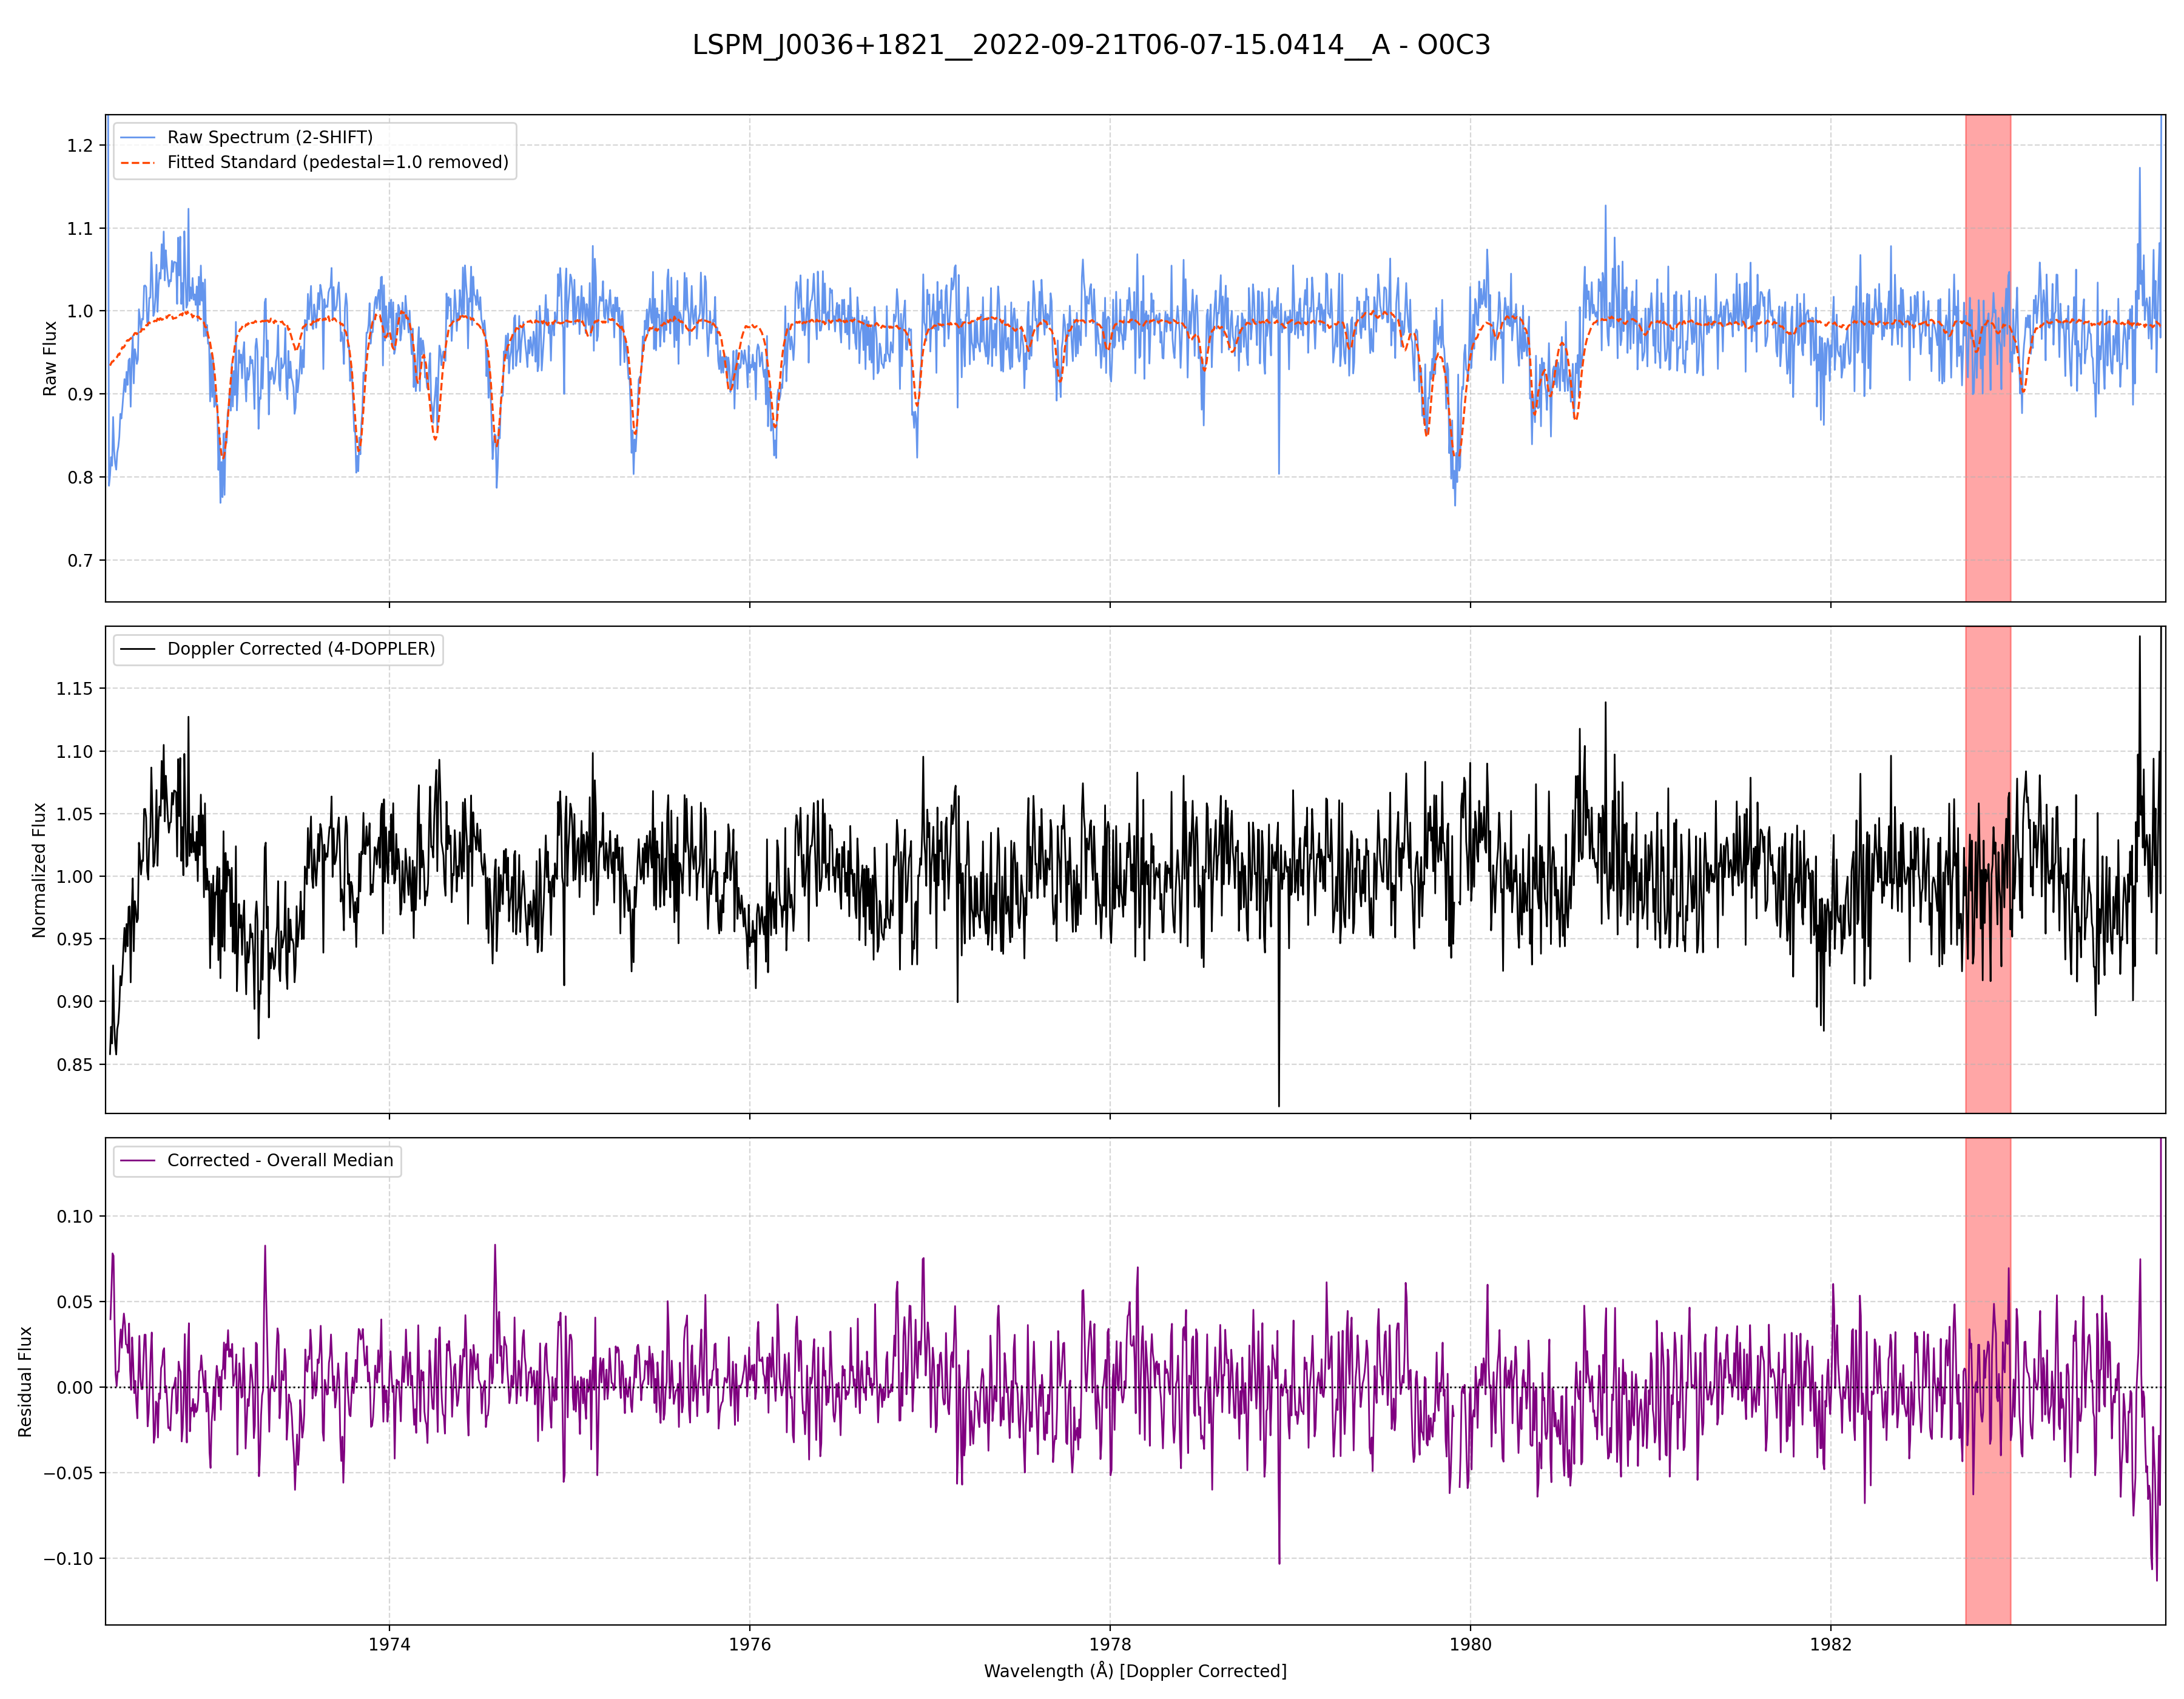 LSPM_J0036+1821__2022-09-21T06-07-15.0414__A - O0C3
Raw Spectrum (2-SHIFT)
Fitted Standard (pedestal=1.0 removed)
Raw Flux
1.2
1.1
1.0
0.9
0.8
0.7
Doppler Corrected (4-DOPPLER)
Normalized Flux
1.15
1.10
1.05
1.00
0.95
0.90
0.85
Corrected - Overall Median
Residual Flux
0.10
0.05
0.00
−0.05
−0.10
1974 1976 1978 1980 1982
Wavelength (Å) [Doppler Corrected]